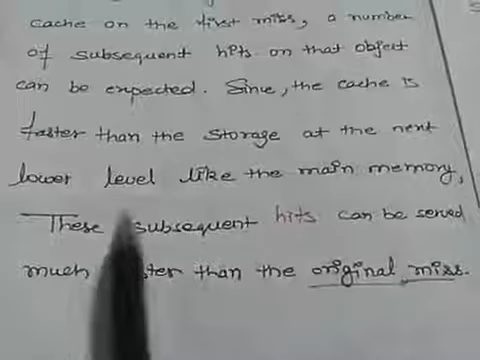 cache on the first miss, a number
of subsequent hits on that object
can be expected. Since, the cache is
faster than the storage at the next
lower level like the main memory,
These subsequent hits can be served
much than the original miss.